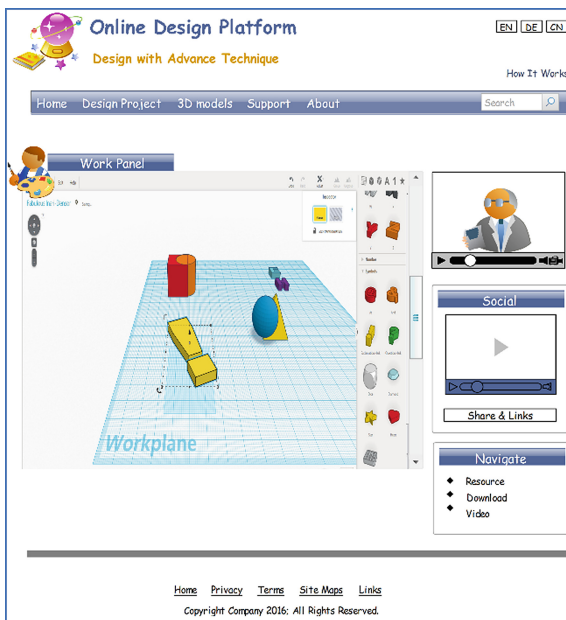 Online Design Platform
Design with Advance Technique
EN DE CN
How It Works
Home Design Project 3D models Support About
Search
Work Panel
Workplane
Social
Share & Links
Navigate
Resource
Download
Video
Home Privacy Terms Site Maps Links
Copyright Company 2016; All Rights Reserved.